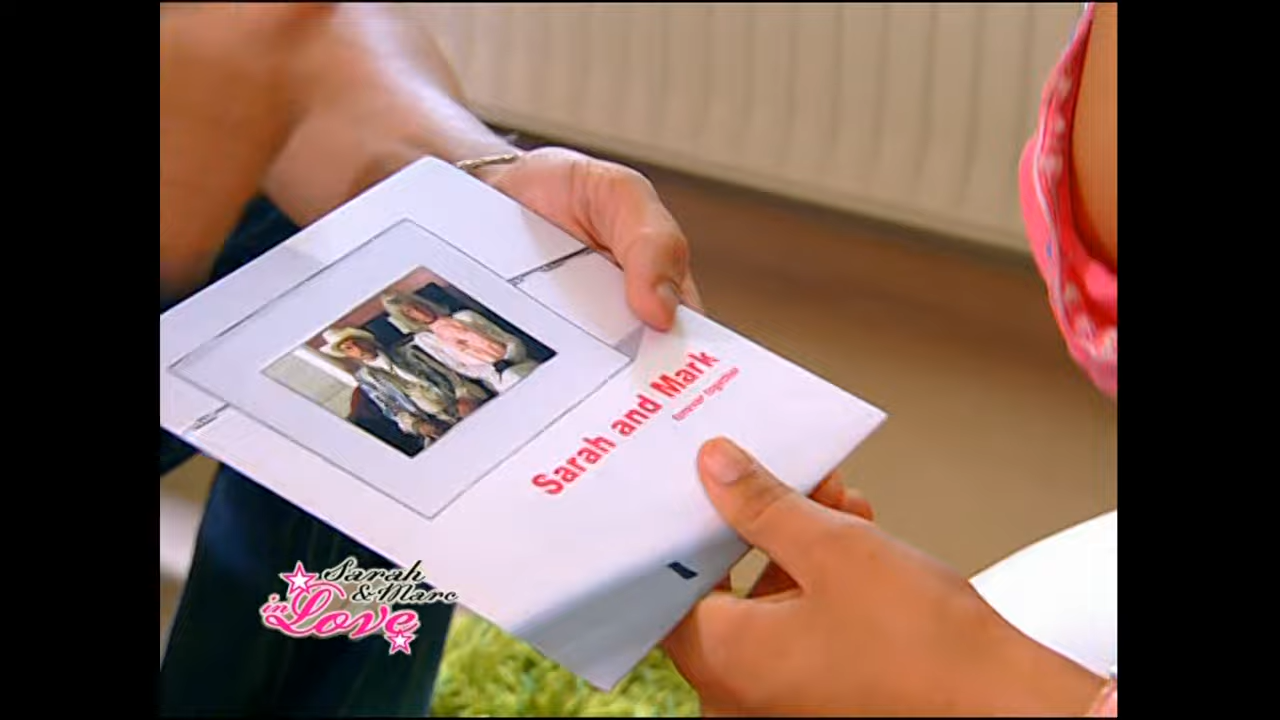 Sarah and Mark
forever together
Sarah
& Marc
in Love